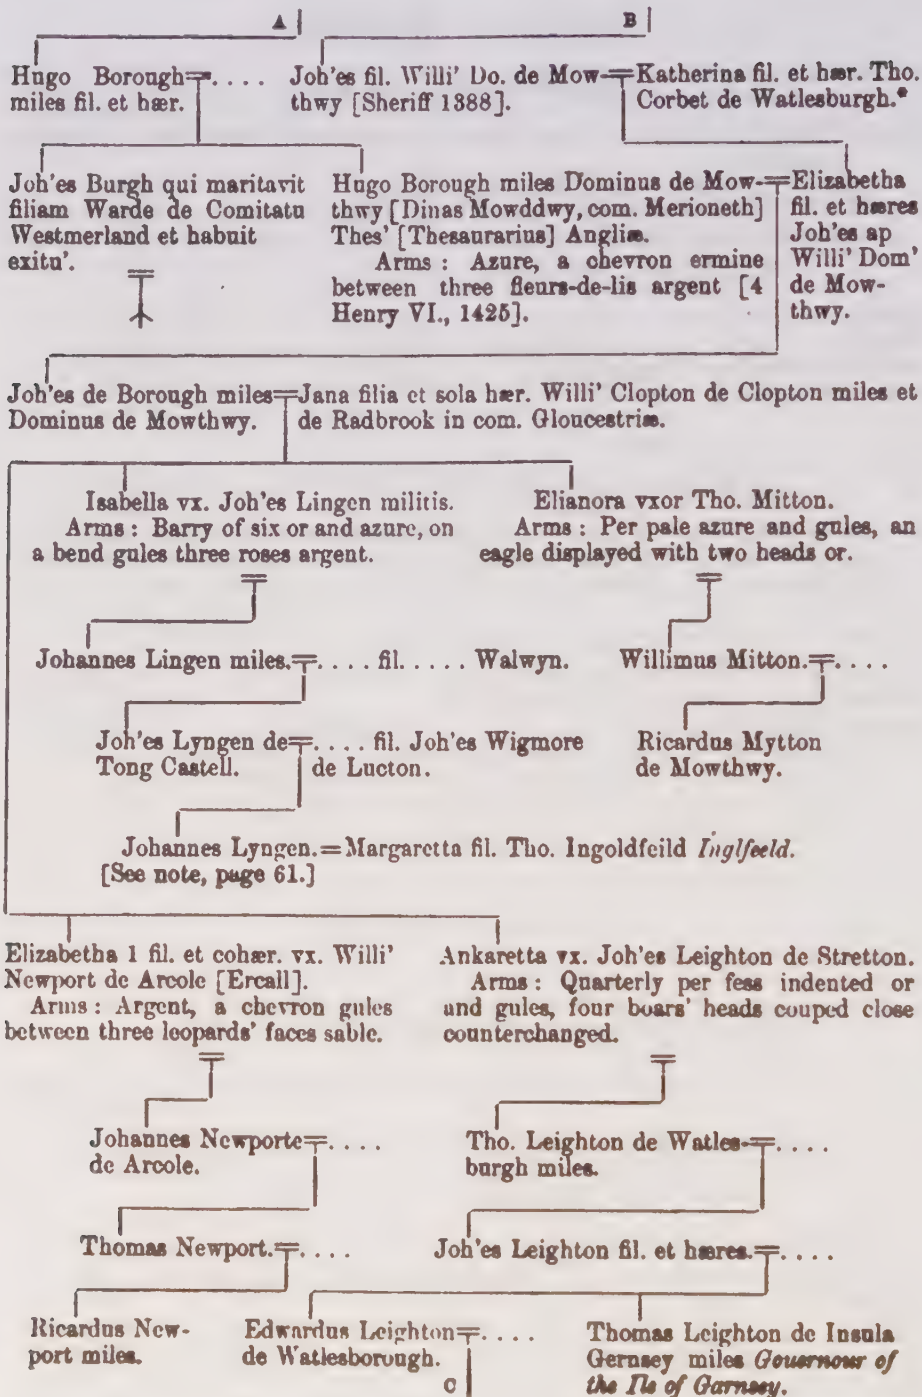 A
B
Hugo Borough=. . . .
miles fil. et hær.
Joh'es fil. Willi' Do. de Mow-
thwy [Sheriff 1388].
=Katherina fil. et hær. Tho.
Corbet de Watlesburgh.*
Joh'es Burgh qui maritavit
filiam Warde de Comitatu
Westmerland et habuit
exitu'.
Hugo Borough miles Dominus de Mow-
thwy [Dinas Mowddwy, com. Merioneth]
Thes' [Thesaurarius] Angliæ.
Arms : Azure, a chevron ermine
between three fleurs-de-lis argent [4
Henry VI., 1425].
=Elizabetha
fil. et hæres
Joh'es ap
Willi' Dom'
de Mow-
thwy.
Joh'es de Borough miles=Jana filia et sola hær. Willi' Clopton de Clopton miles et
Dominus de Mowthwy. de Radbrook in com. Gloucestriæ.
Isabella vx. Joh'es Lingen militis.
Arms : Barry of six or and azure, on
a bend gules three roses argent.
Elianora vxor Tho. Mitton.
Arms : Per pale azure and gules, an
eagle displayed with two heads or.
Johannes Lingen miles.=. . . . fil. . . . . Walwyn.
Willimus Mitton.=. . . .
Joh'es Lyngen de=. . . . fil. Joh'es Wigmore
Tong Castell. de Lucton.
Ricardus Mytton
de Mowthwy.
Johannes Lyngen.=Margaretta fil. Tho. Ingoldfeild Inglfeeld.
[See note, page 61.]
Elizabetha 1 fil. et cohær. vx. Willi'
Newport de Arcole [Ercall].
Arms : Argent, a chevron gules
between three leopards' faces sable.
Ankaretta vx. Joh'es Leighton de Stretton.
Arms : Quarterly per fess indented or
and gules, four boars' heads couped close
counterchanged.
Johannes Newporte=. . . .
de Arcole.
Tho. Leighton de Watles-=. . . .
burgh miles.
Thomas Newport.=. . . .
Joh'es Leighton fil. et hæres.=. . . .
Ricardus New-
port miles.
Edwardus Leighton=. . . .
de Watlesborough.
C
Thomas Leighton de Insula
Gernsey miles Gouernour of
the Ile of Garnsey.